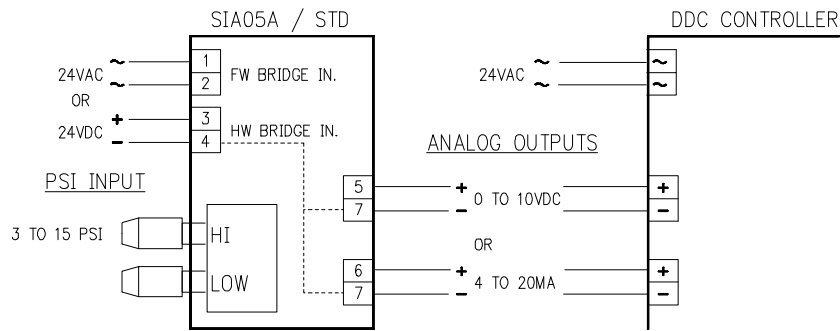 SIA05A / STD
DDC CONTROLLER
24VAC
~
~
1
2
FW BRIDGE IN.
OR
24VDC
+
−
3
4
HW BRIDGE IN.
24VAC
~
~
~
~
ANALOG OUTPUTS
PSI INPUT
3 TO 15 PSI
HI
LOW
5
7
+
−
0 TO 10VDC
+
−
OR
6
7
+
−
4 TO 20MA
+
−